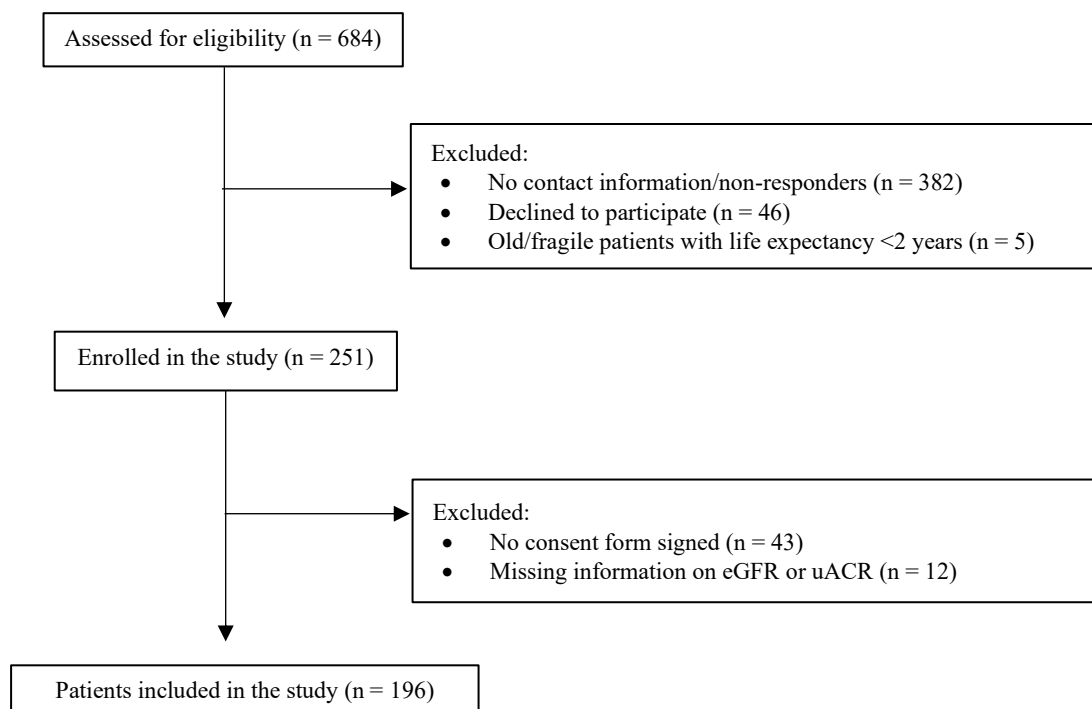 Assessed for eligibility (n = 684)
Excluded:
• No contact information/non-responders (n = 382)
• Declined to participate (n = 46)
• Old/fragile patients with life expectancy <2 years (n = 5)
Enrolled in the study (n = 251)
Excluded:
• No consent form signed (n = 43)
• Missing information on eGFR or uACR (n = 12)
Patients included in the study (n = 196)